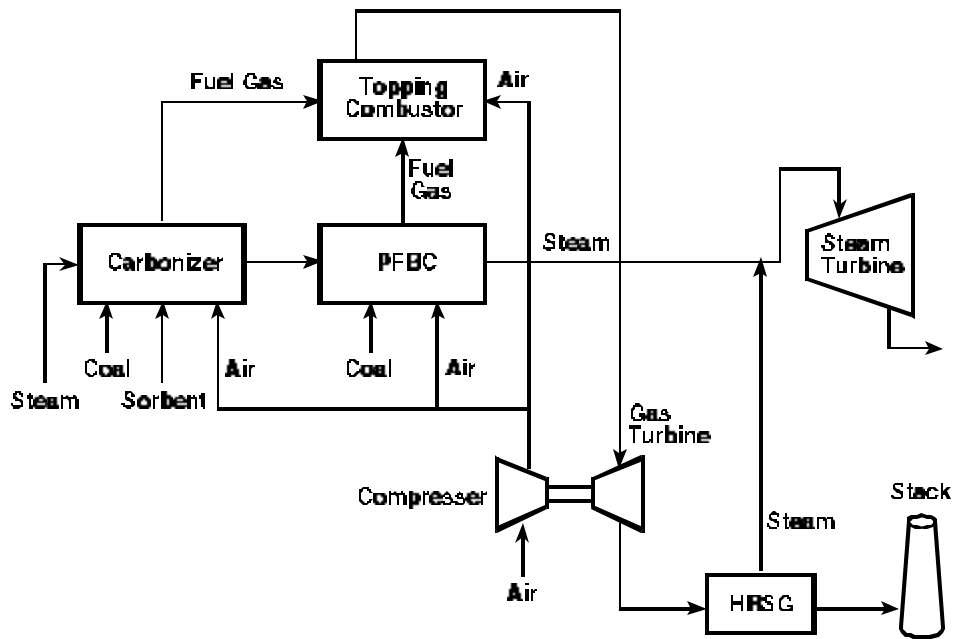 Fuel Gas
Topping
Combustor
Air
Fuel
Gas
Carbonizer
PFBC
Steam
Steam
Turbine
Coal
Air
Coal
Air
Steam
Sorbent
Gas
Turbine
Compresser
Stack
Steam
Air
HRSG